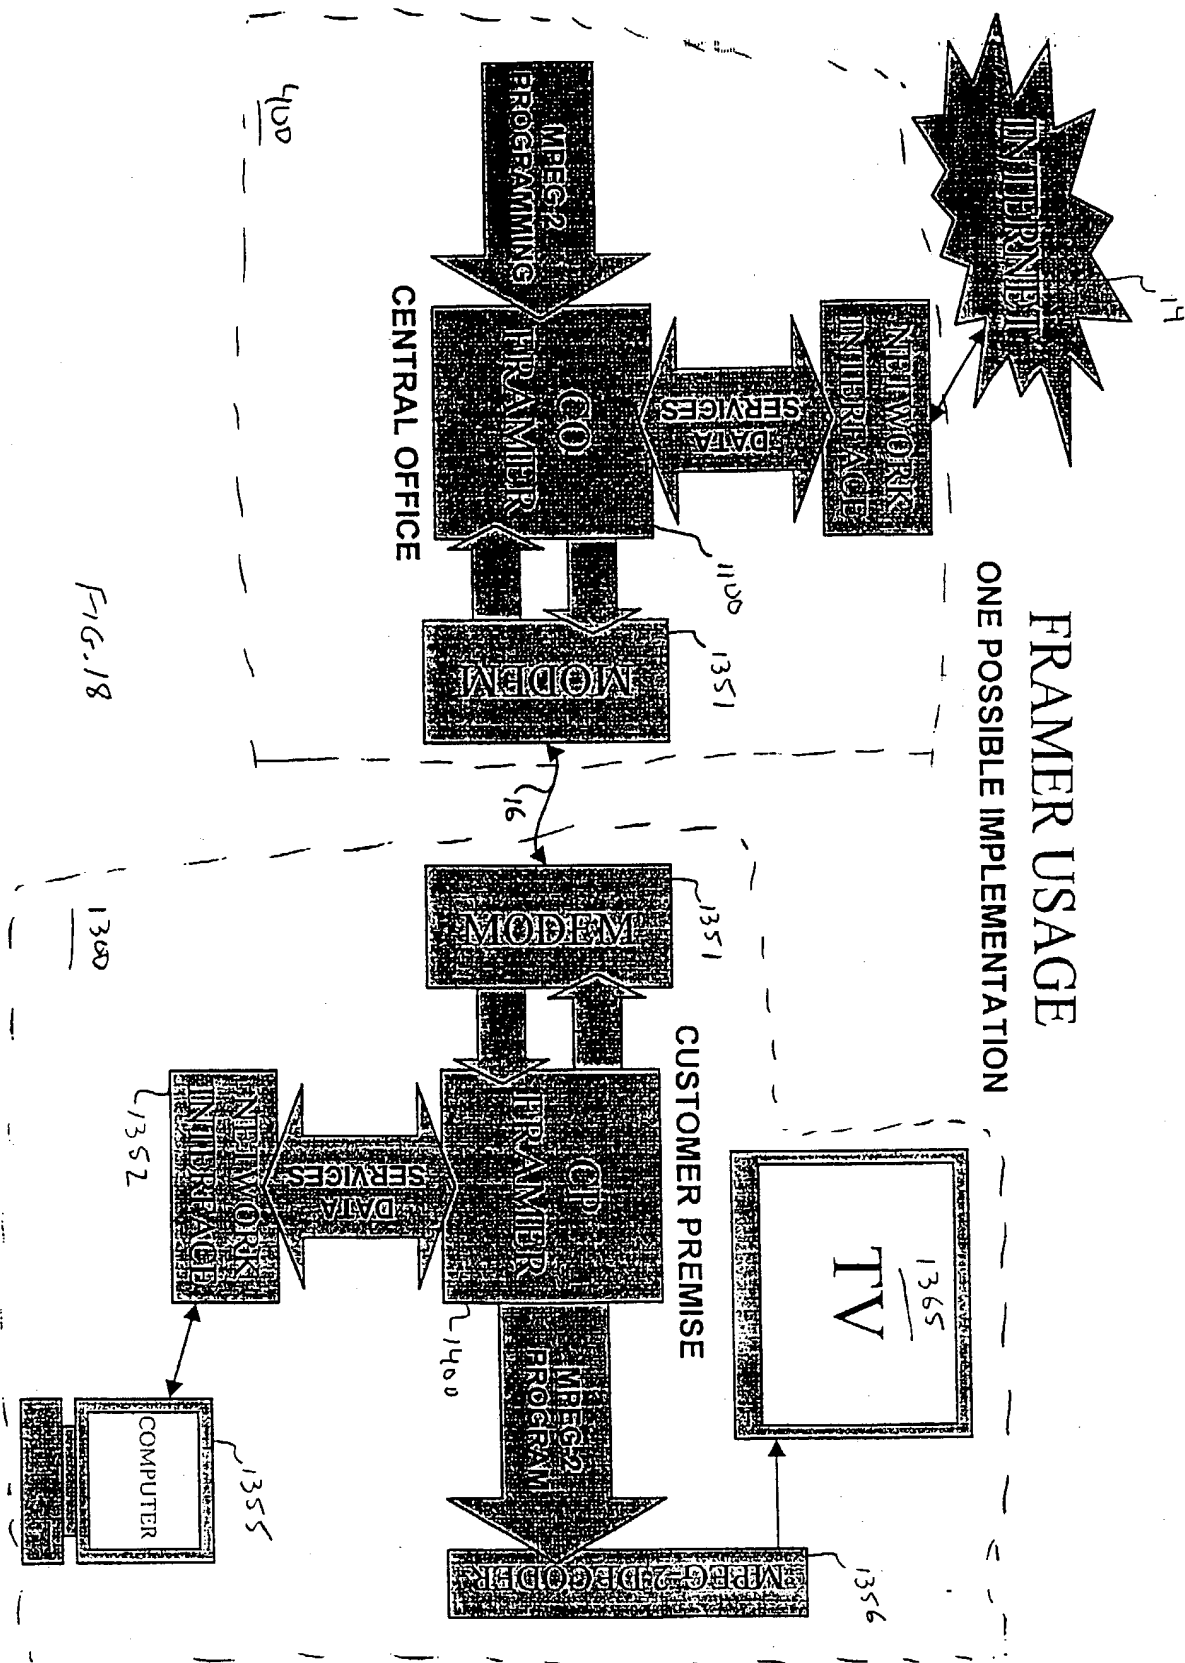 FRAMER USAGE
ONE POSSIBLE IMPLEMENTATION
INTERNET
14
NETWORK
INTERFACE
DATA
SERVICES
MPEG-2
PROGRAMMING
CO
FRAMER
1100
CENTRAL OFFICE
MODEM
1351
400
16
CUSTOMER PREMISE
MODEM
1351
CP
FRAMER
1400
DATA
SERVICES
NETWORK
INTERFACE
1352
MPEG-2
PROGRAM
MPEG-2 DECODER
1356
1365
TV
COMPUTER
1355
1300
FIG. 18